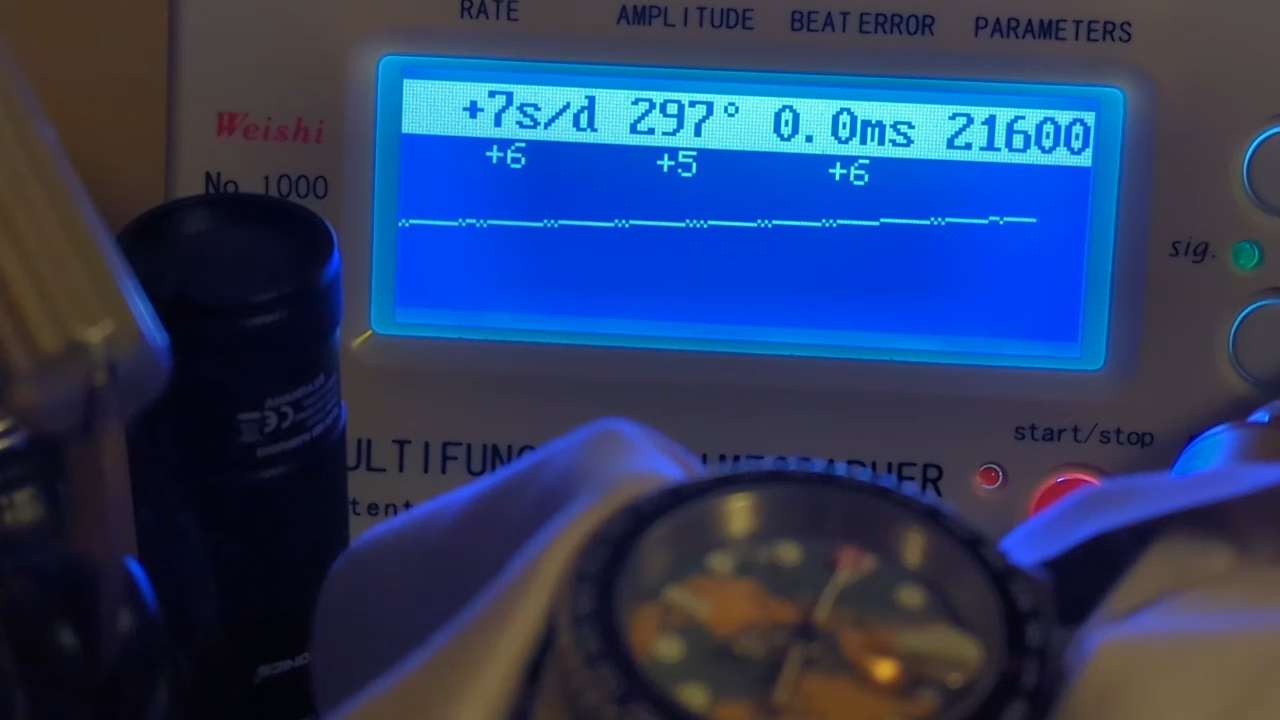 RATE AMPLITUDE BEAT ERROR PARAMETERS
+7s/d 297° 0.0ms 21600
+6 +5 +6
Weishi
No. 1000
sig.
start/stop